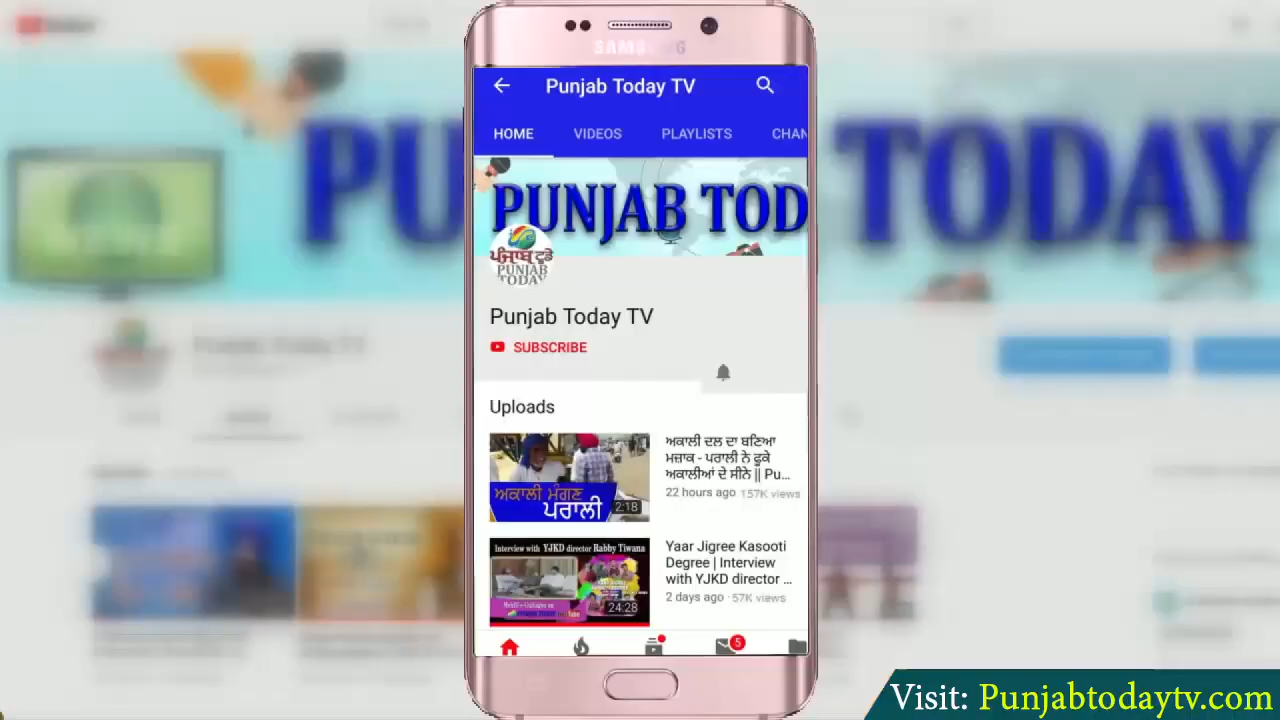 SAMSUNG
Punjab Today TV
HOME VIDEOS PLAYLISTS CHAN
PU
PUNJAB TOD
TODAY
ਪੰਜਾਬ ਟੂਡੇ
PUNJAB
TODAY
Punjab Today TV
SUBSCRIBE
Uploads
ਅਕਾਲੀ ਮੰਗਣ
ਪਰਾਲੀ
2:18
ਅਕਾਲੀ ਦਲ ਦਾ ਬਣਿਆ
ਮਜ਼ਾਕ - ਪਰਾਲੀ ਨੇ ਫੂਕੇ
ਅਕਾਲੀਆਂ ਦੇ ਸੀਨੇ || Pu...
22 hours ago 157K views
Interview with YJKD director Rabby Tiwana
24:28
Yaar Jigree Kasooti
Degree | Interview
with YJKD director ...
2 days ago · 57K views
5
Visit: Punjabtodaytv.com